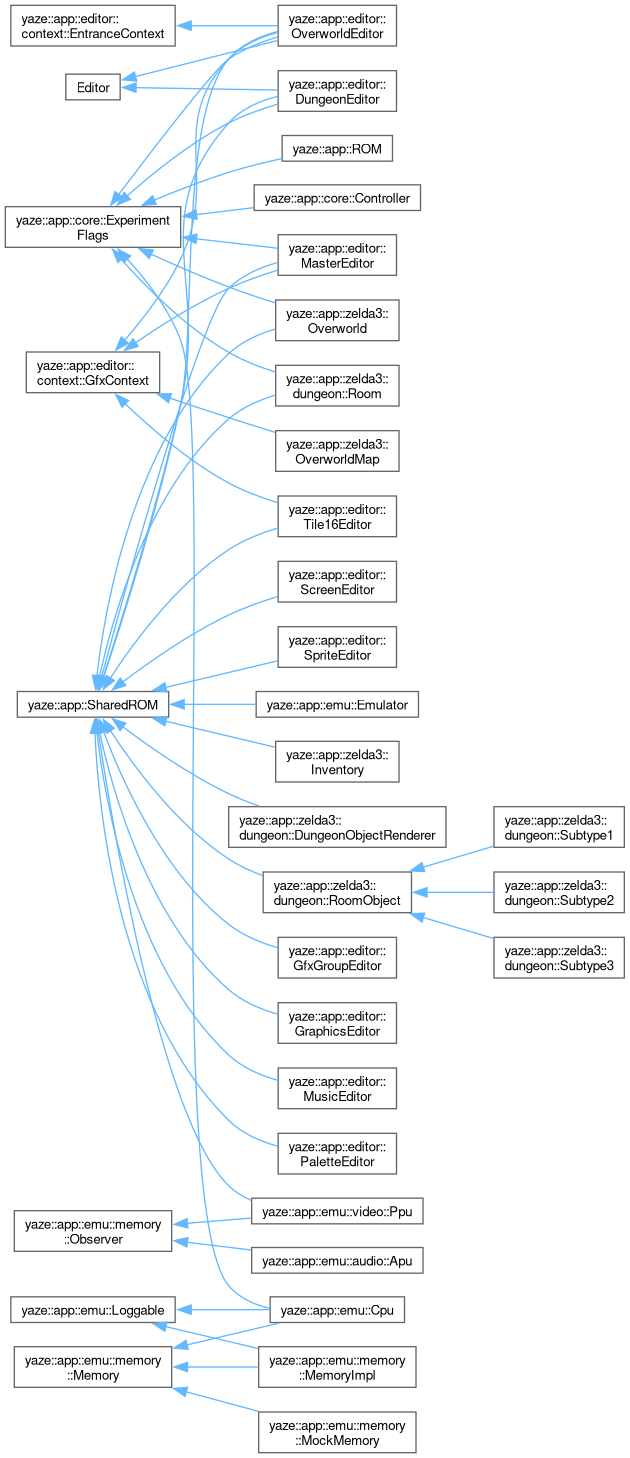 yaze::app::editor::
context::EntranceContext
yaze::app::editor::
OverworldEditor
Editor
yaze::app::editor::
DungeonEditor
yaze::app::ROM
yaze::app::core::Controller
yaze::app::core::Experiment
Flags
yaze::app::editor::
MasterEditor
yaze::app::zelda3::
Overworld
yaze::app::editor::
context::GfxContext
yaze::app::zelda3::
dungeon::Room
yaze::app::zelda3::
OverworldMap
yaze::app::editor::
Tile16Editor
yaze::app::editor::
ScreenEditor
yaze::app::editor::
SpriteEditor
yaze::app::SharedROM
yaze::app::emu::Emulator
yaze::app::zelda3::
Inventory
yaze::app::zelda3::
dungeon::DungeonObjectRenderer
yaze::app::zelda3::
dungeon::Subtype1
yaze::app::zelda3::
dungeon::RoomObject
yaze::app::zelda3::
dungeon::Subtype2
yaze::app::editor::
GfxGroupEditor
yaze::app::zelda3::
dungeon::Subtype3
yaze::app::editor::
GraphicsEditor
yaze::app::editor::
MusicEditor
yaze::app::editor::
PaletteEditor
yaze::app::emu::memory
::Observer
yaze::app::emu::video::Ppu
yaze::app::emu::audio::Apu
yaze::app::emu::Loggable
yaze::app::emu::Cpu
yaze::app::emu::memory
::Memory
yaze::app::emu::memory
::MemoryImpl
yaze::app::emu::memory
::MockMemory